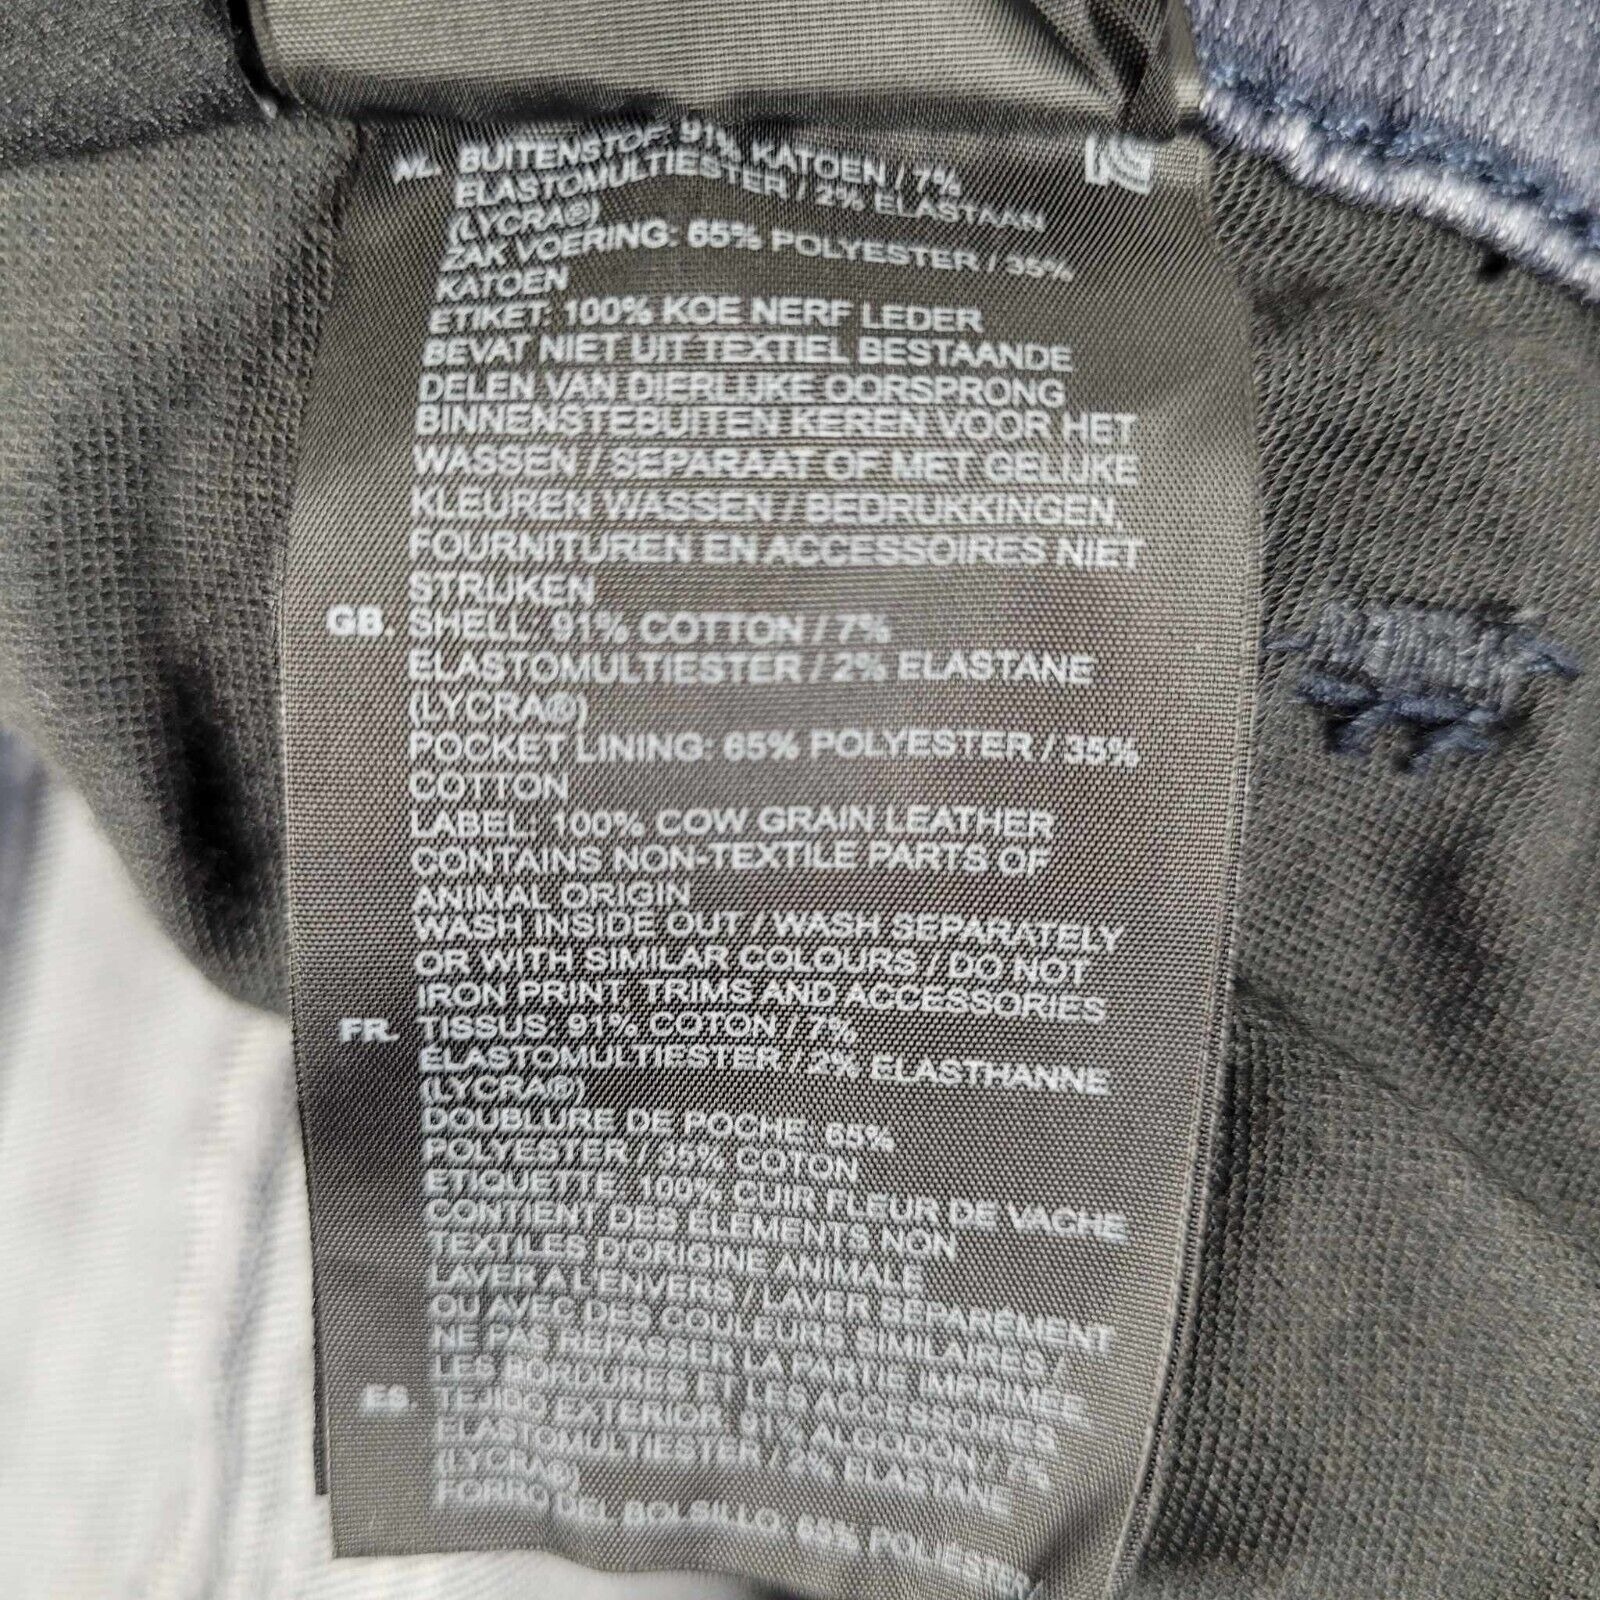 NL. BUITENSTOF: 91% KATOEN / 7%
ELASTOMULTIESTER / 2% ELASTAAN
(LYCRA®)
ZAK VOERING: 65% POLYESTER / 35%
KATOEN
ETIKET: 100% KOE NERF LEDER
BEVAT NIET UIT TEXTIEL BESTAANDE
DELEN VAN DIERLIJKE OORSPRONG
BINNENSTEBUITEN KEREN VOOR HET
WASSEN / SEPARAAT OF MET GELIJKE
KLEUREN WASSEN / BEDRUKKINGEN,
FOURNITUREN EN ACCESSOIRES NIET
STRIJKEN
GB. SHELL: 91% COTTON / 7%
ELASTOMULTIESTER / 2% ELASTANE
(LYCRA®)
POCKET LINING: 65% POLYESTER / 35%
COTTON
LABEL: 100% COW GRAIN LEATHER
CONTAINS NON-TEXTILE PARTS OF
ANIMAL ORIGIN
WASH INSIDE OUT / WASH SEPARATELY
OR WITH SIMILAR COLOURS / DO NOT
IRON PRINT, TRIMS AND ACCESSORIES
FR. TISSUS: 91% COTON / 7%
ELASTOMULTIESTER / 2% ELASTHANNE
(LYCRA®)
DOUBLURE DE POCHE: 65%
POLYESTER / 35% COTON
ETIQUETTE: 100% CUIR FLEUR DE VACHE
CONTIENT DES ÉLÉMENTS NON
TEXTILES D'ORIGINE ANIMALE
LAVER A L'ENVERS / LAVER SÉPARÉMENT
OU AVEC DES COULEURS SIMILAIRES /
NE PAS REPASSER LA PARTIE IMPRIMÉE,
LES BORDURES ET LES ACCESSOIRES
ES. TEJIDO EXTERIOR: 91% ALGODÓN / 7%
ELASTOMULTIESTER / 2% ELASTANE
(LYCRA®)
FORRO DEL BOLSILLO: 65% POLIESTER